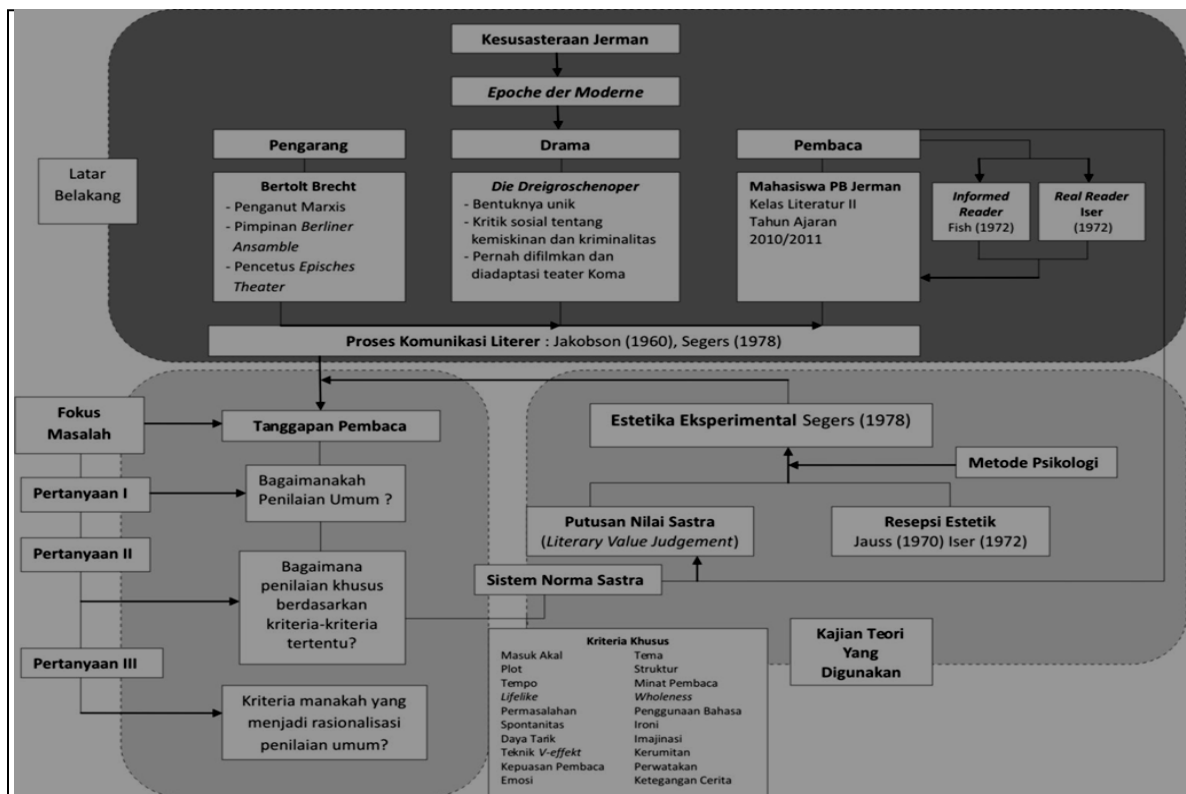 Kesusasteraan Jerman
Epoche der Moderne
Latar
Belakang
Pengarang
Bertolt Brecht
- Penganut Marxis
- Pimpinan Berliner
Ansamble
- Pencetus Episches
Theater
Drama
Die Dreigroschenoper
- Bentuknya unik
- Kritik sosial tentang
kemiskinan dan kriminalitas
- Pernah difilmkan dan
diadaptasi teater Koma
Pembaca
Mahasiswa PB Jerman
Kelas Literatur II
Tahun Ajaran
2010/2011
Informed
Reader
Fish (1972)
Real Reader
Iser
(1972)
Proses Komunikasi Literer : Jakobson (1960), Segers (1978)
Fokus
Masalah
Tanggapan Pembaca
Pertanyaan I
Bagaimanakah
Penilaian Umum ?
Pertanyaan II
Bagaimana
penilaian khusus
berdasarkan
kriteria-kriteria
tertentu?
Pertanyaan III
Kriteria manakah yang
menjadi rasionalisasi
penilaian umum?
Estetika Eksperimental Segers (1978)
Metode Psikologi
Putusan Nilai Sastra
(Literary Value Judgement)
Resepsi Estetik
Jauss (1970) Iser (1972)
Sistem Norma Sastra
Kriteria Khusus
Masuk Akal Tema
Plot Struktur
Tempo Minat Pembaca
Lifelike Wholeness
Permasalahan Penggunaan Bahasa
Spontanitas Ironi
Daya Tarik Imajinasi
Teknik V-effekt Kerumitan
Kepuasan Pembaca Perwatakan
Emosi Ketegangan Cerita
Kajian Teori
Yang
Digunakan